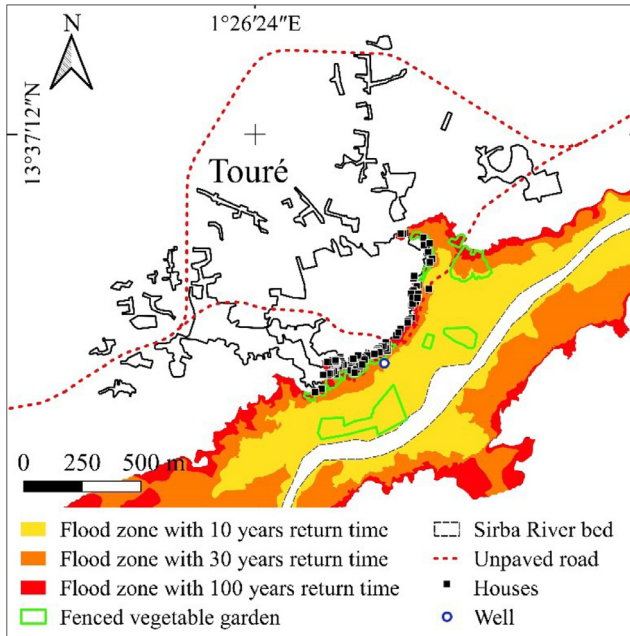 N
1°26′24″E
13°37′12″N
Touré
0 250 500 m
Flood zone with 10 years return time
Flood zone with 30 years return time
Flood zone with 100 years return time
Fenced vegetable garden
Sirba River bed
Unpaved road
Houses
Well